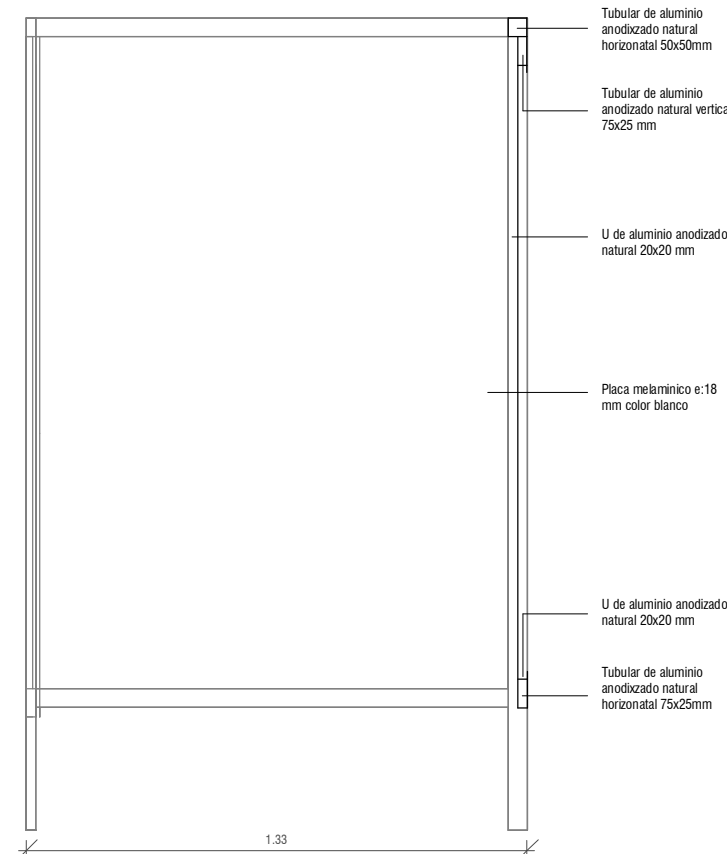 Tubular de aluminio
anodixzado natural
horizonatal 50x50mm
Tubular de aluminio
anodizado natural vertica
75x25 mm
U de aluminio anodizado
natural 20x20 mm
Placa melaminico e:18
mm color blanco
U de aluminio anodizado
natural 20x20 mm
Tubular de aluminio
anodixzado natural
horizonatal 75x25mm
1.33